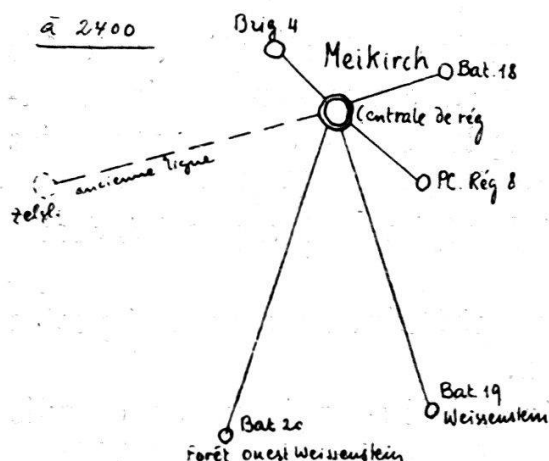 à 2400
Brig 4
Meikirch
Bat. 18
Centrale de rég
ancienne ligne
PC. Rég 8
Bat 19
Weissenstein
Bat 20
Forêt ouest Weissenstein